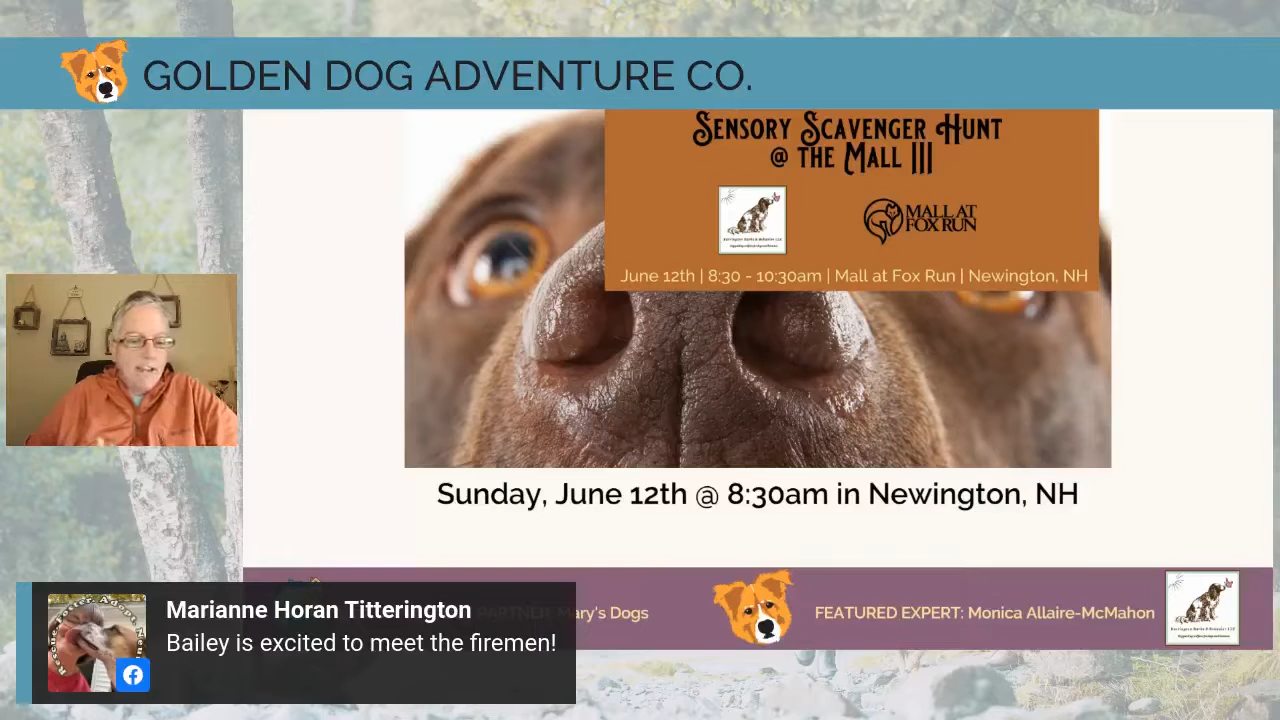 GOLDEN DOG ADVENTURE CO.
SENSORY SCAVENGER HUNT
@ THE MALL III
MALL AT
FOX RUN
June 12th | 8:30 - 10:30am | Mall at Fox Run | Newington, NH
Sunday, June 12th @ 8:30am in Newington, NH
Mary's Dogs
FEATURED EXPERT: Monica Allaire-McMahon
Marianne Horan Titterington
Bailey is excited to meet the firemen!